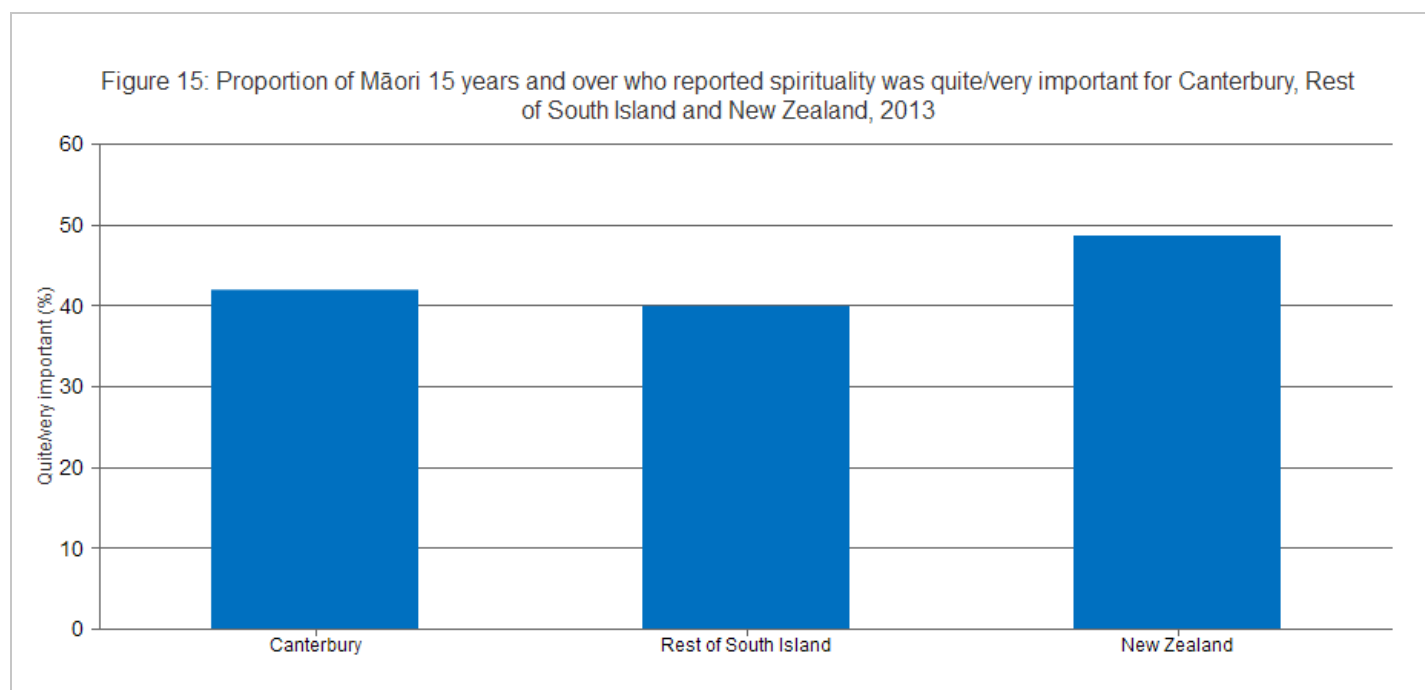 Figure 15: Proportion of Māori 15 years and over who reported spirituality was quite/very important for Canterbury, Rest
of South Island and New Zealand, 2013
60
50
40
30
20
10
0
Quite/very important (%)
Canterbury
Rest of South Island
New Zealand